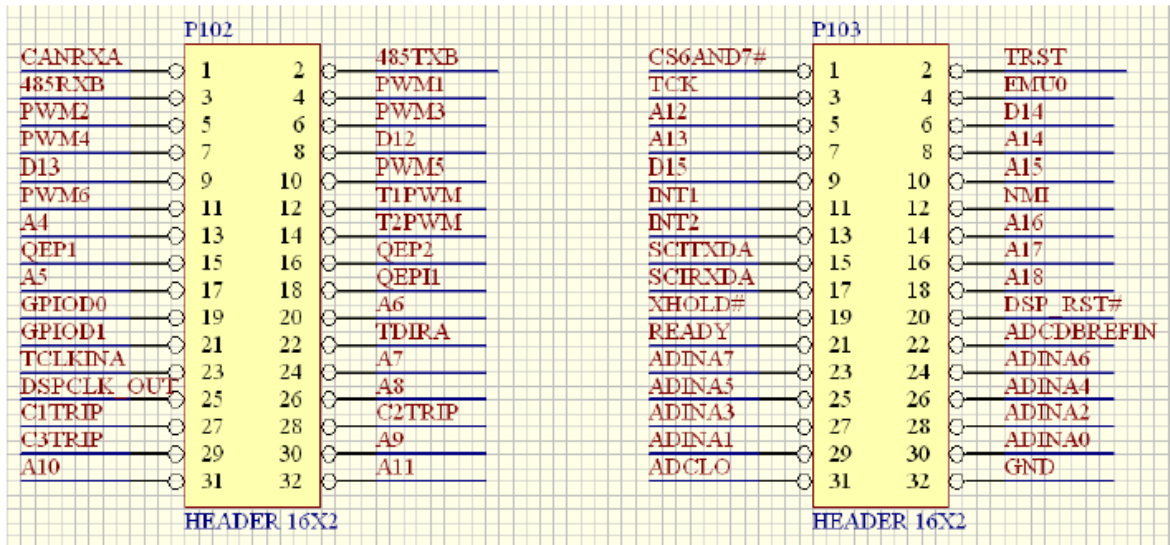 P102 P103
CANRXA 1 2 485TXB CS6AND7# 1 2 TRST
485RXB 3 4 PWM1 TCK 3 4 EMU0
PWM2 5 6 PWM3 A12 5 6 D14
PWM4 7 8 D12 A13 7 8 A14
D13 9 10 PWM5 D15 9 10 A15
PWM6 11 12 T1PWM INT1 11 12 NMI
A4 13 14 T2PWM INT2 13 14 A16
QEP1 15 16 QEP2 SCITXDA 15 16 A17
A5 17 18 QEPI1 SCIRXDA 17 18 A18
GPIOD0 19 20 A6 XHOLD# 19 20 DSP_RST#
GPIOD1 21 22 TDIRA READY 21 22 ADCDBREFIN
TCLKINA 23 24 A7 ADINA7 23 24 ADINA6
DSPCLK_OUT 25 26 A8 ADINA5 25 26 ADINA4
C1TRIP 27 28 C2TRIP ADINA3 27 28 ADINA2
C3TRIP 29 30 A9 ADINA1 29 30 ADINA0
A10 31 32 A11 ADCLO 31 32 GND
HEADER 16X2 HEADER 16X2